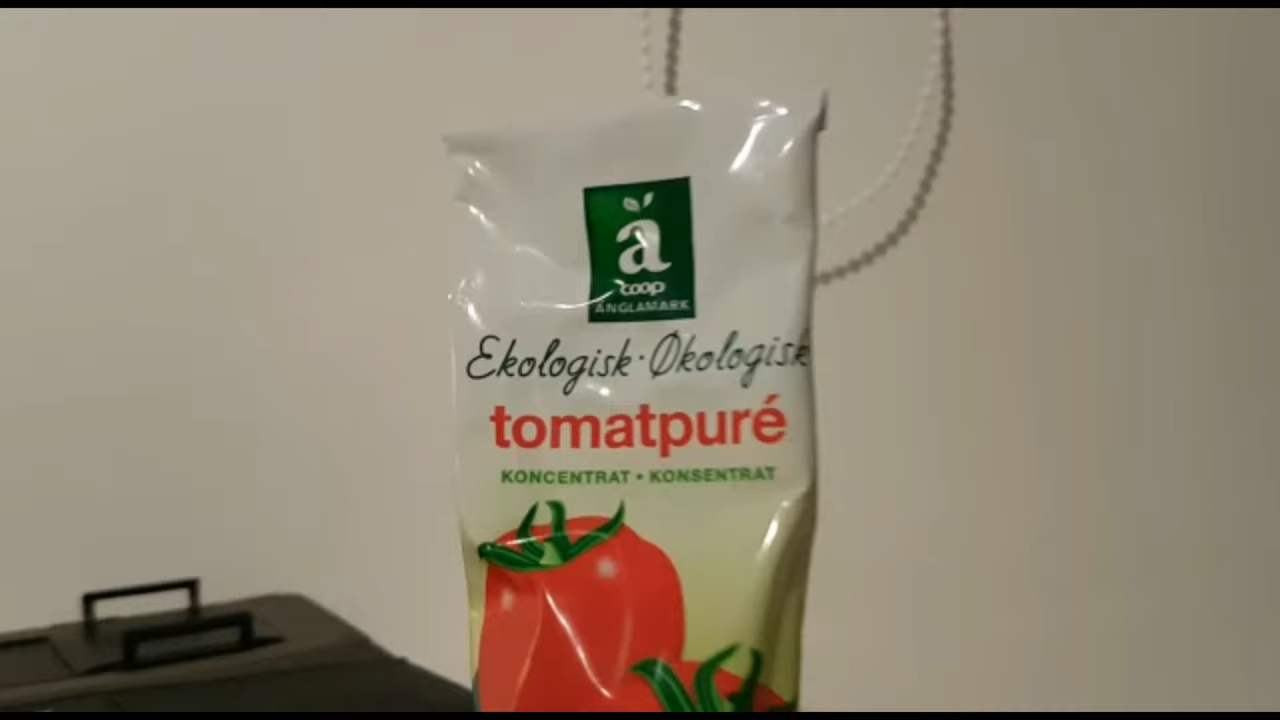 ä
coop
ÄNGLAMARK
Ekologisk · Økologisk
tomatpuré
KONCENTRAT • KONSENTRAT